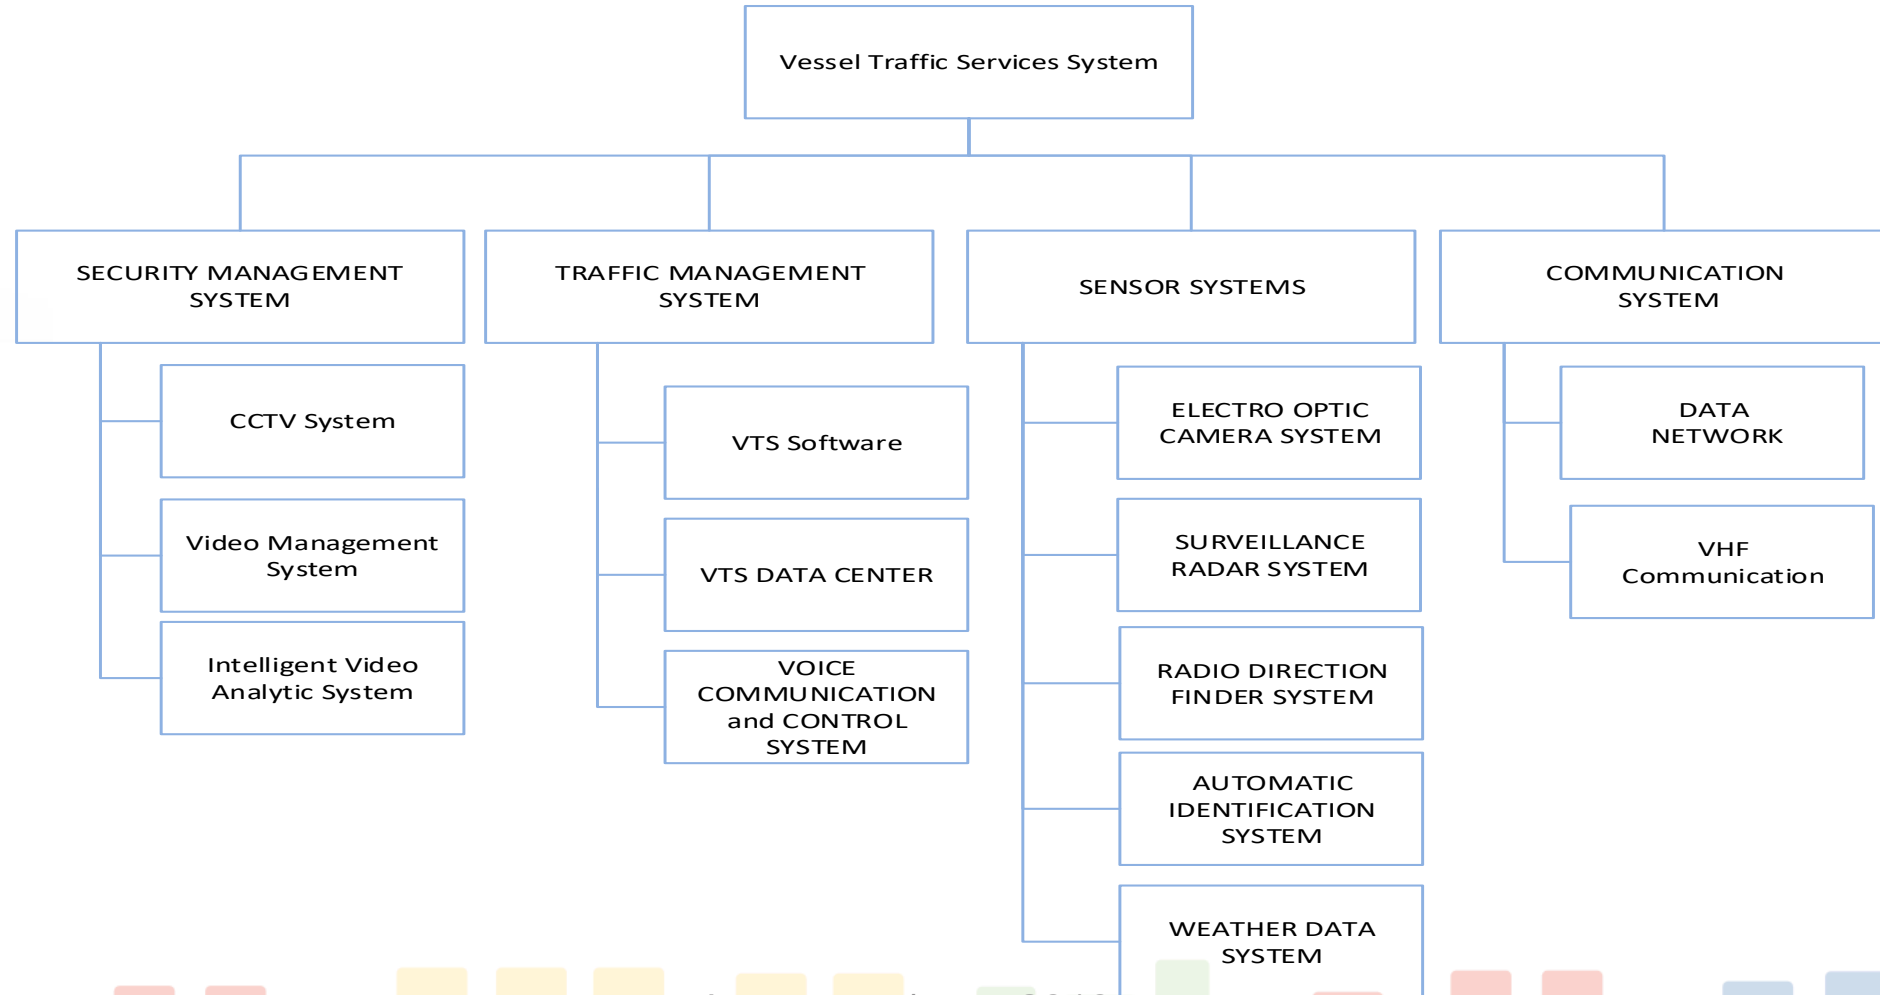 Vessel Traffic Services System
SECURITY MANAGEMENT
SYSTEM
CCTV System
Video Management
System
Intelligent Video
Analytic System
TRAFFIC MANAGEMENT
SYSTEM
VTS Software
VTS DATA CENTER
VOICE
COMMUNICATION
and CONTROL
SYSTEM
SENSOR SYSTEMS
ELECTRO OPTIC
CAMERA SYSTEM
SURVEILLANCE
RADAR SYSTEM
RADIO DIRECTION
FINDER SYSTEM
AUTOMATIC
IDENTIFICATION
SYSTEM
WEATHER DATA
SYSTEM
COMMUNICATION
SYSTEM
DATA
NETWORK
VHF
Communication